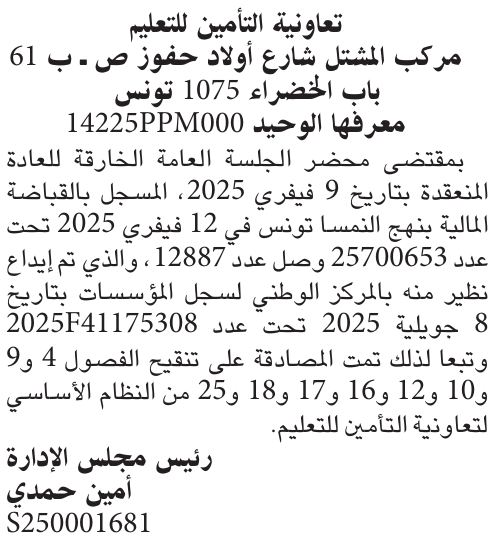 تعاونية التأمين للتعليم
مركب المشتل شارع أولاد حفوز ص ـ ب 61
باب الخضراء 1075 تونس
معرفها الوحيد 14225PPM000
بمقتضى محضر الجلسة العامة الخارقة للعادة
المنعقدة بتاريخ 9 فيفري 2025، المسجل بالقباضة
المالية بنهج النمسا تونس في 12 فيفري 2025 تحت
عدد 25700653 وصل عدد 12887، والذي تم إيداع
نظير منه بالمركز الوطني لسجل المؤسسات بتاريخ
8 جويلية 2025 تحت عدد 2025F41175308
وتبعا لذلك تمت المصادقة على تنقيح الفصول 4 و9
و10 و12 و16 و17 و18 و25 من النظام الأساسي
لتعاونية التأمين للتعليم.
رئيس مجلس الإدارة
أمين حمدي
S250001681